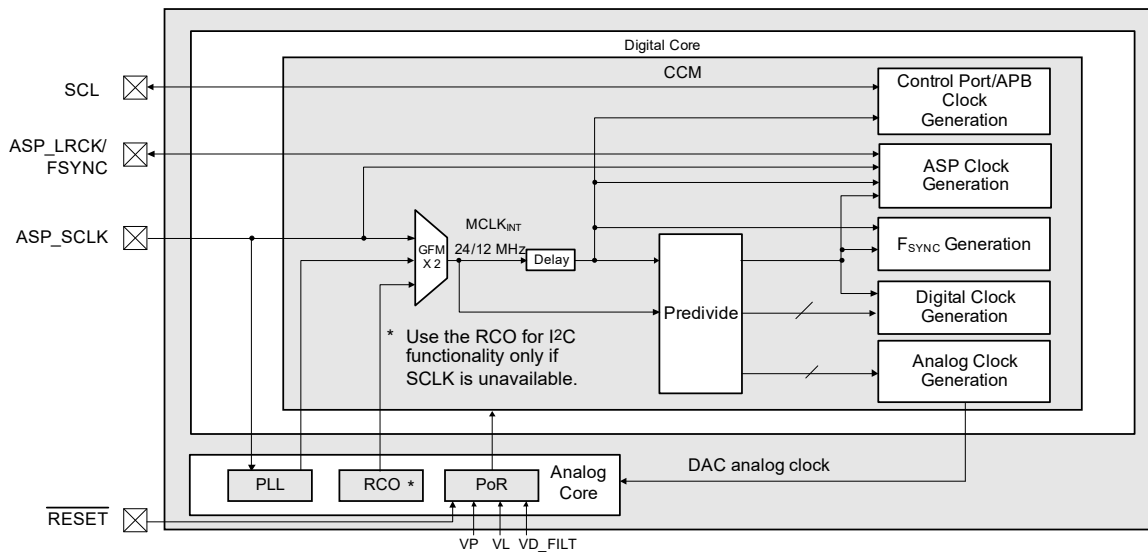 Digital Core
CCM
SCL
Control Port/APB
Clock
Generation
ASP_LRCK/
FSYNC
ASP Clock
Generation
ASP_SCLK
GFM
X 2
MCLKINT
24/12 MHz
Delay
FSYNC Generation
Predivide
Digital Clock
Generation
* Use the RCO for I2C
functionality only if
SCLK is unavailable.
Analog Clock
Generation
DAC analog clock
PLL
RCO *
PoR
Analog
Core
RESET
VP
VL
VD_FILT